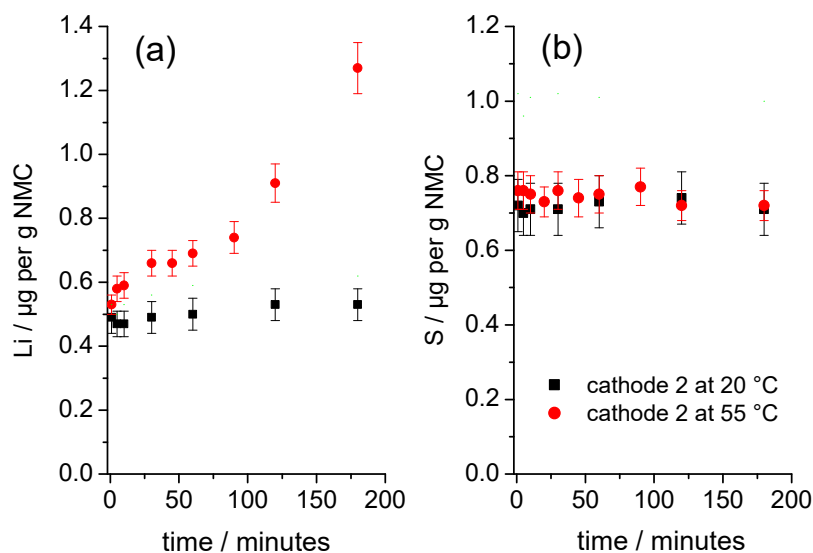 (a)
Li / µg per g NMC
1.4
1.2
1.0
0.8
0.6
0.4
0.2
0.0
0 50 100 150 200
time / minutes
(b)
S / µg per g NMC
1.2
1.0
0.8
0.6
0.4
0.2
0.0
0 50 100 150 200
time / minutes
cathode 2 at 20 °C
cathode 2 at 55 °C